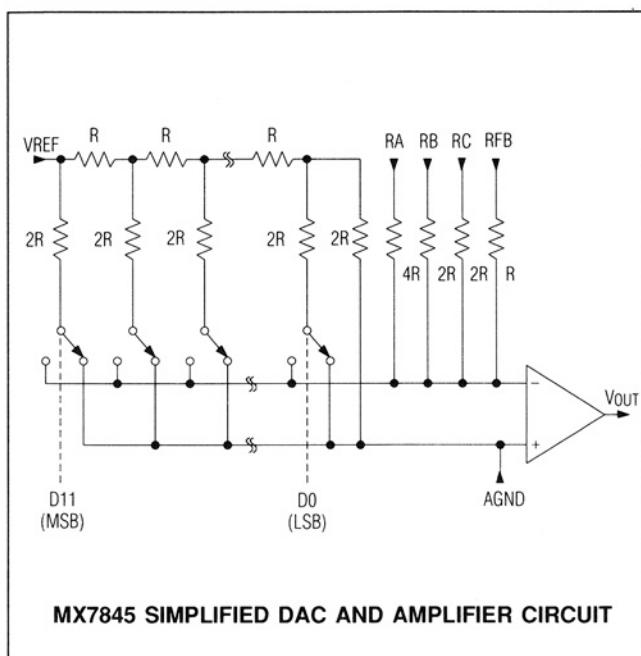 VREF R R R RA RB RC RFB
2R 2R 2R 2R 2R 4R 2R 2R R
− VOUT
+
D11 D0 AGND
(MSB) (LSB)
MX7845 SIMPLIFIED DAC AND AMPLIFIER CIRCUIT